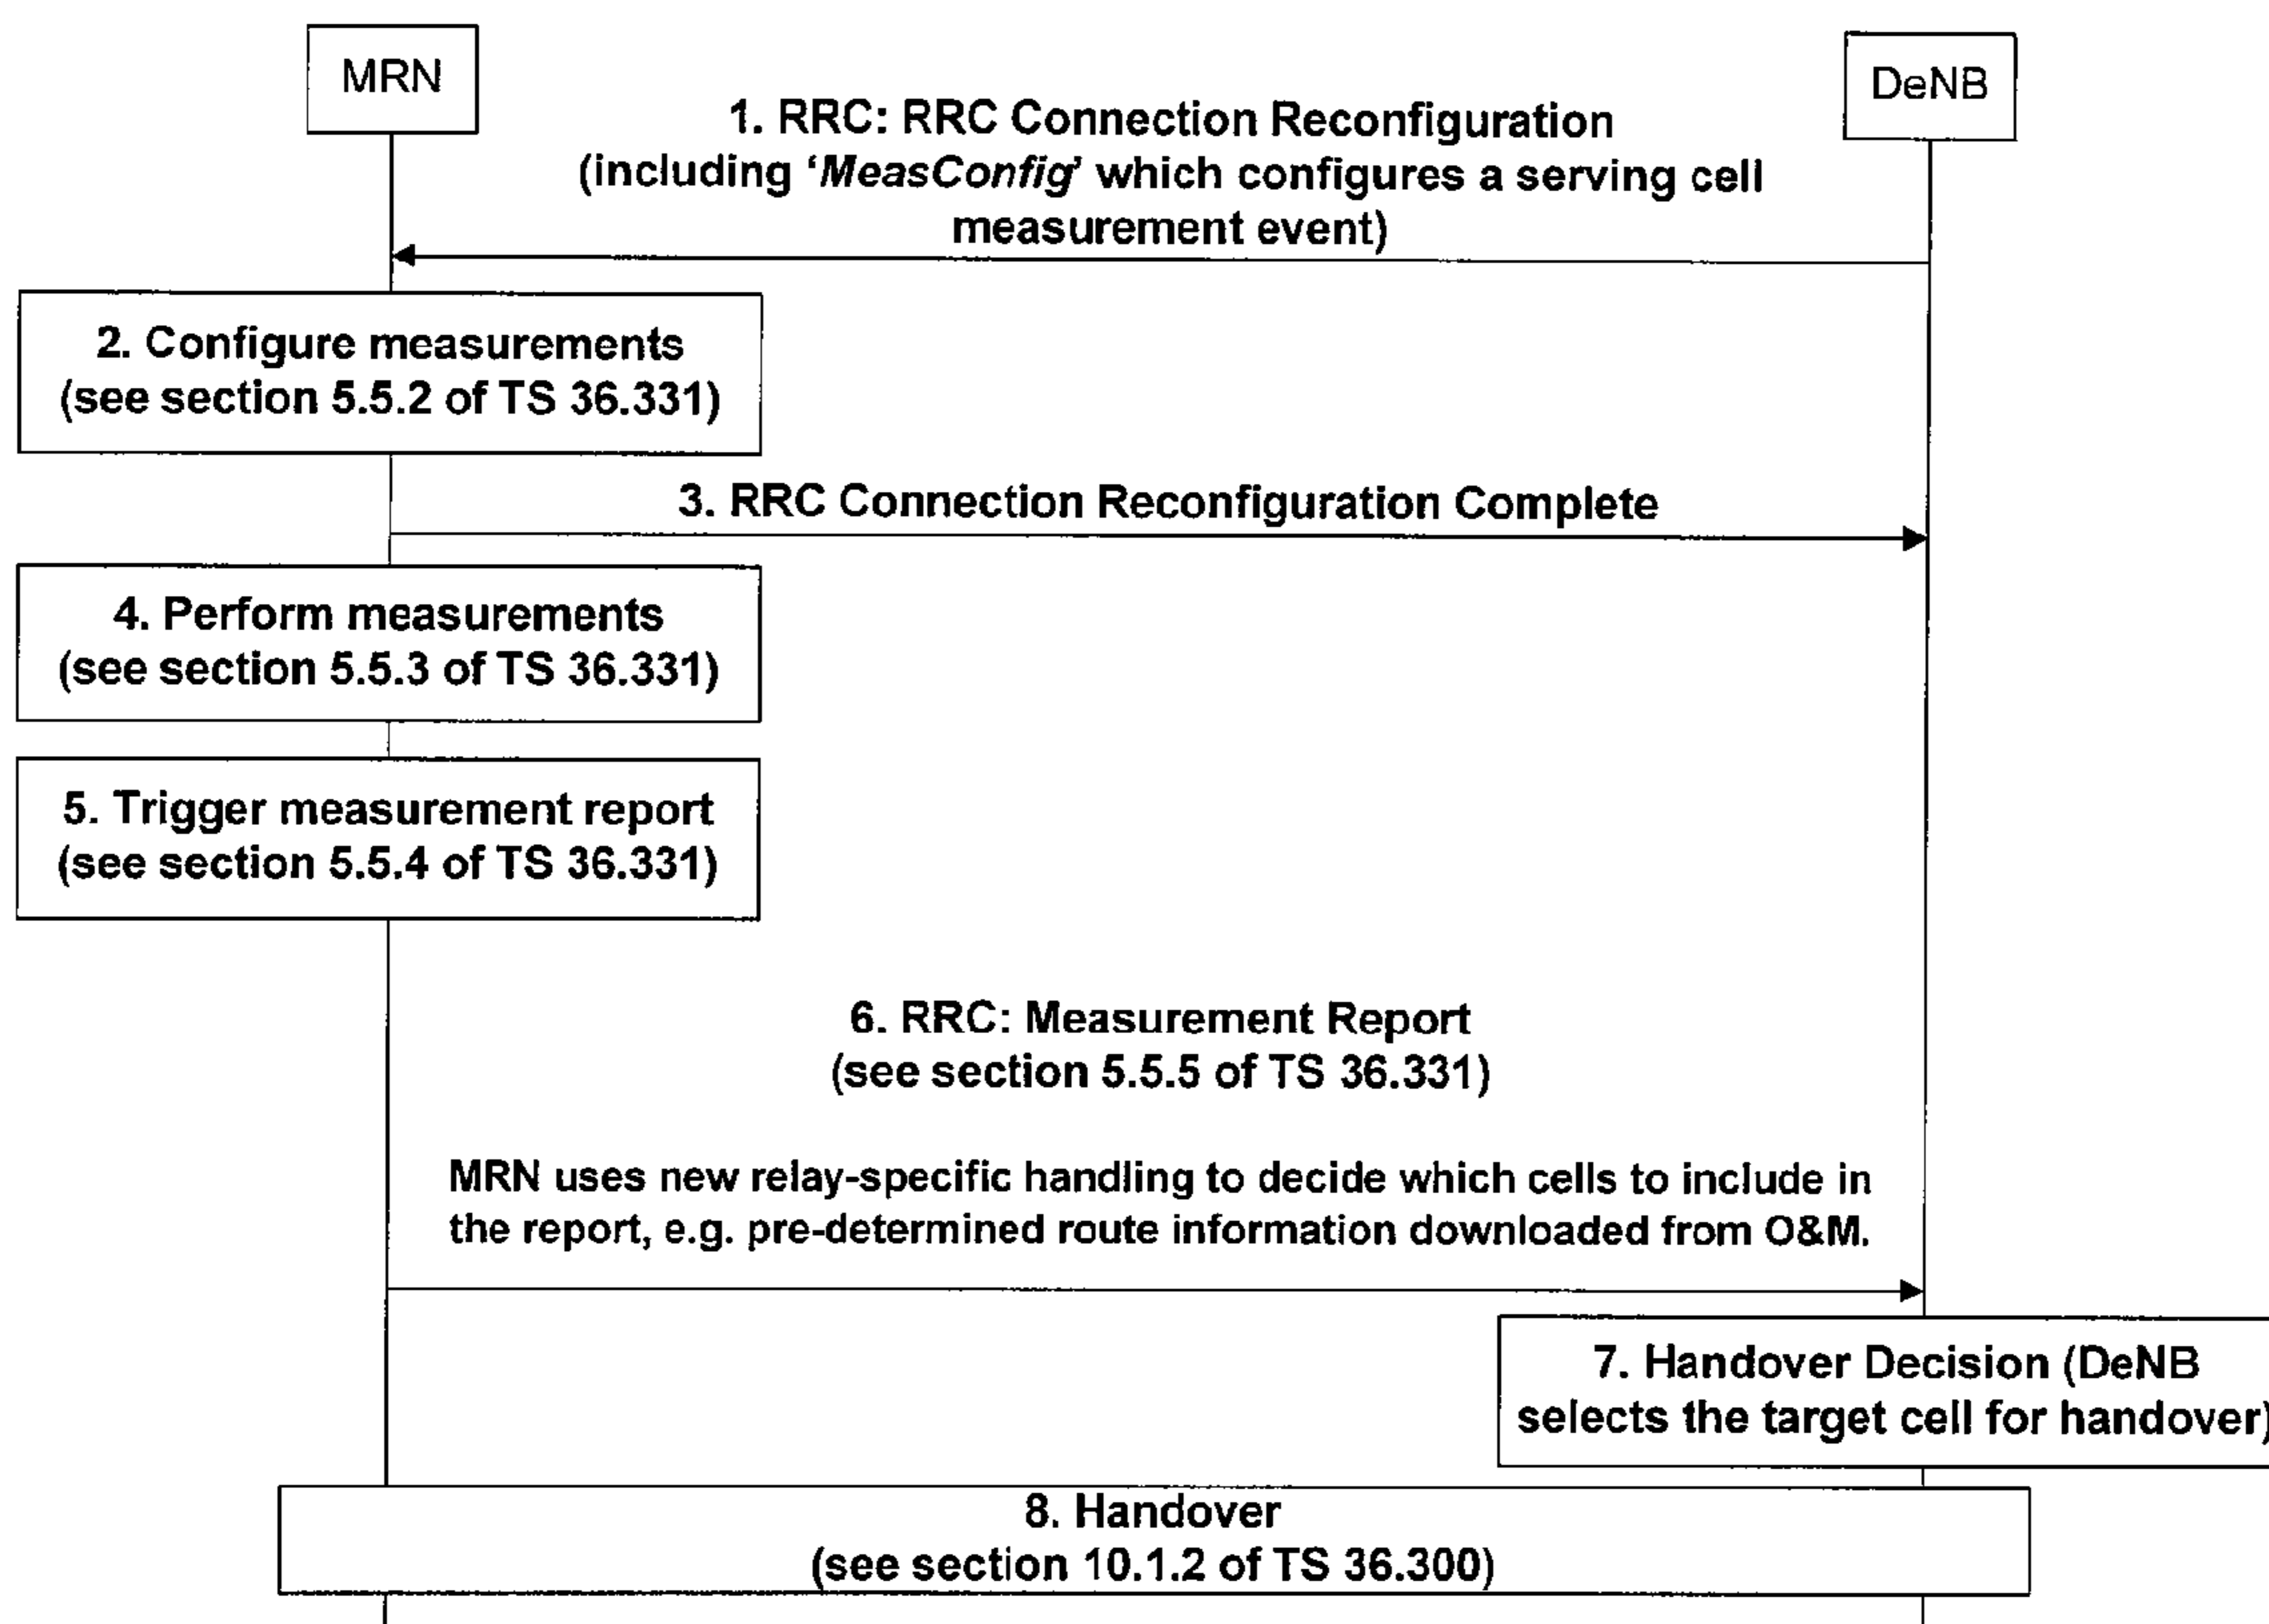 MRN
DeNB
1. RRC: RRC Connection Reconfiguration
(including ‘MeasConfig’ which configures a serving cell
measurement event)
2. Configure measurements
(see section 5.5.2 of TS 36.331)
3. RRC Connection Reconfiguration Complete
4. Perform measurements
(see section 5.5.3 of TS 36.331)
5. Trigger measurement report
(see section 5.5.4 of TS 36.331)
6. RRC: Measurement Report
(see section 5.5.5 of TS 36.331)
MRN uses new relay-specific handling to decide which cells to include in
the report, e.g. pre-determined route information downloaded from O&M.
7. Handover Decision (DeNB
selects the target cell for handover)
8. Handover
(see section 10.1.2 of TS 36.300)